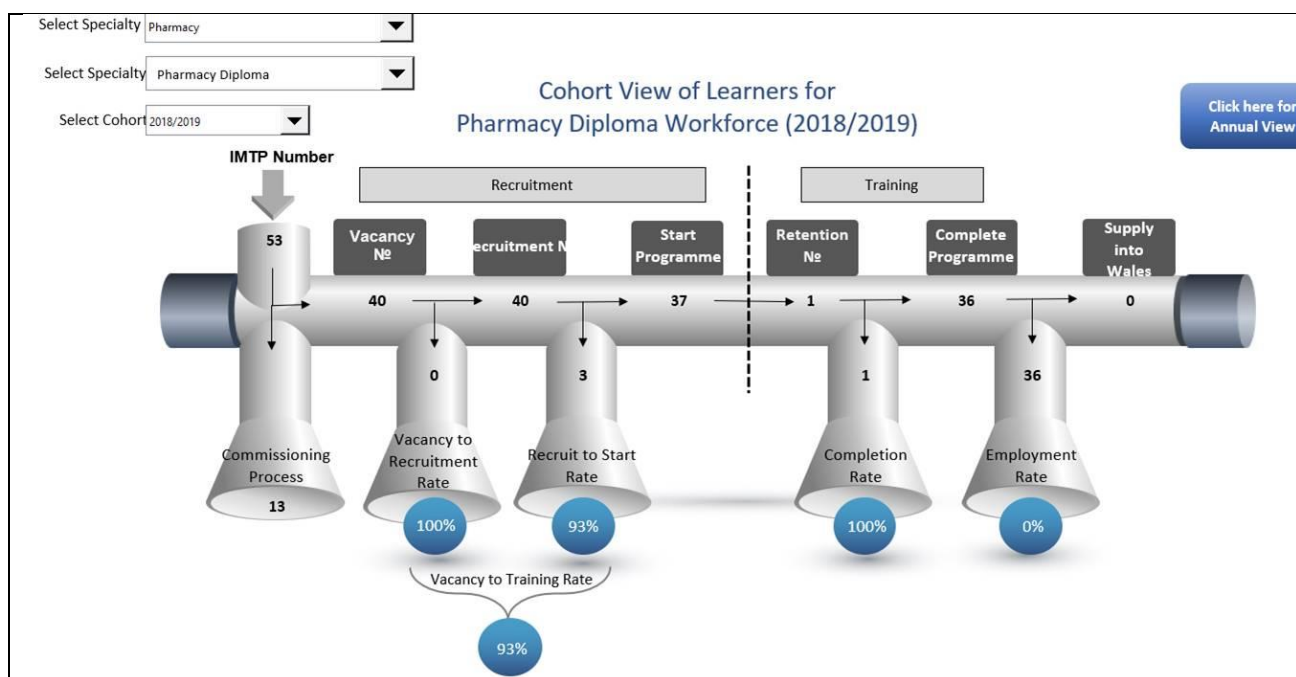 Select Specialty Pharmacy
Select Specialty Pharmacy Diploma
Select Cohort 2018/2019
Cohort View of Learners for
Pharmacy Diploma Workforce (2018/2019)
Click here for
Annual View
IMTP Number
Recruitment
Training
53
Vacancy
№
ecruitment N
Start
Programme
Retention
№
Complete
Programme
Supply
into
Wales
40
40
37
1
36
0
0
3
1
36
Commissioning
Process
13
Vacancy to
Recruitment
Rate
Recruit to Start
Rate
Completion
Rate
Employment
Rate
100%
93%
100%
0%
Vacancy to Training Rate
93%